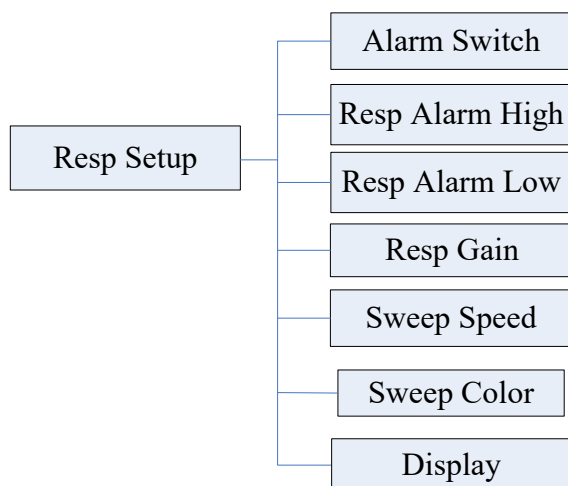 Alarm Switch
Resp Alarm High
Resp Setup
Resp Alarm Low
Resp Gain
Sweep Speed
Sweep Color
Display